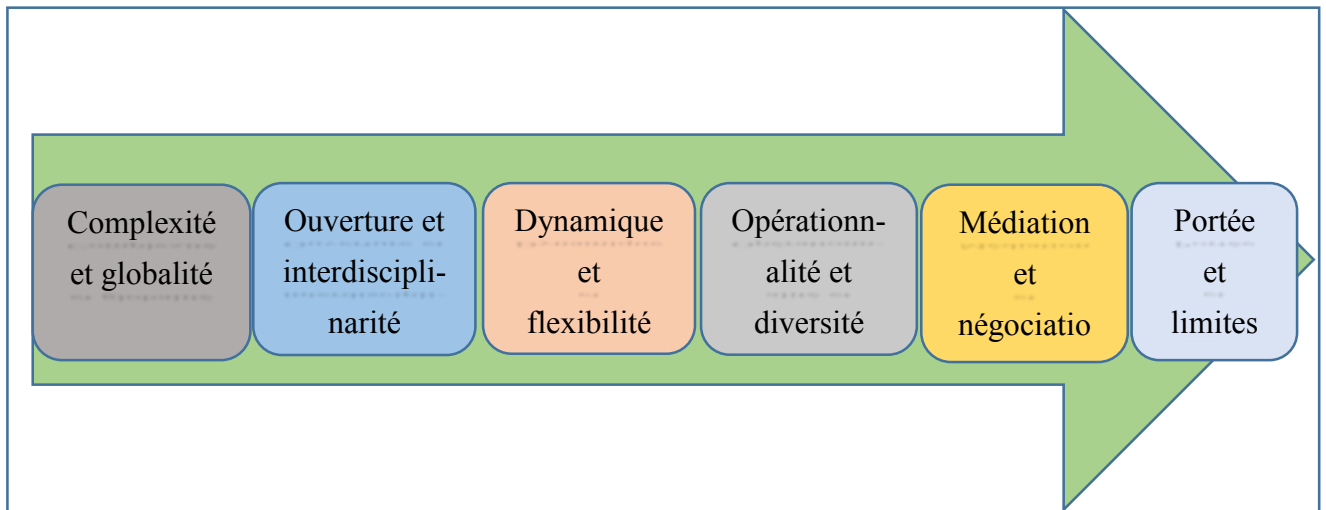 Complexité
et globalité
Ouverture et
interdiscipli-
narité
Dynamique
et
flexibilité
Opérationn-
alité et
diversité
Médiation
et
négociatio
Portée
et
limites